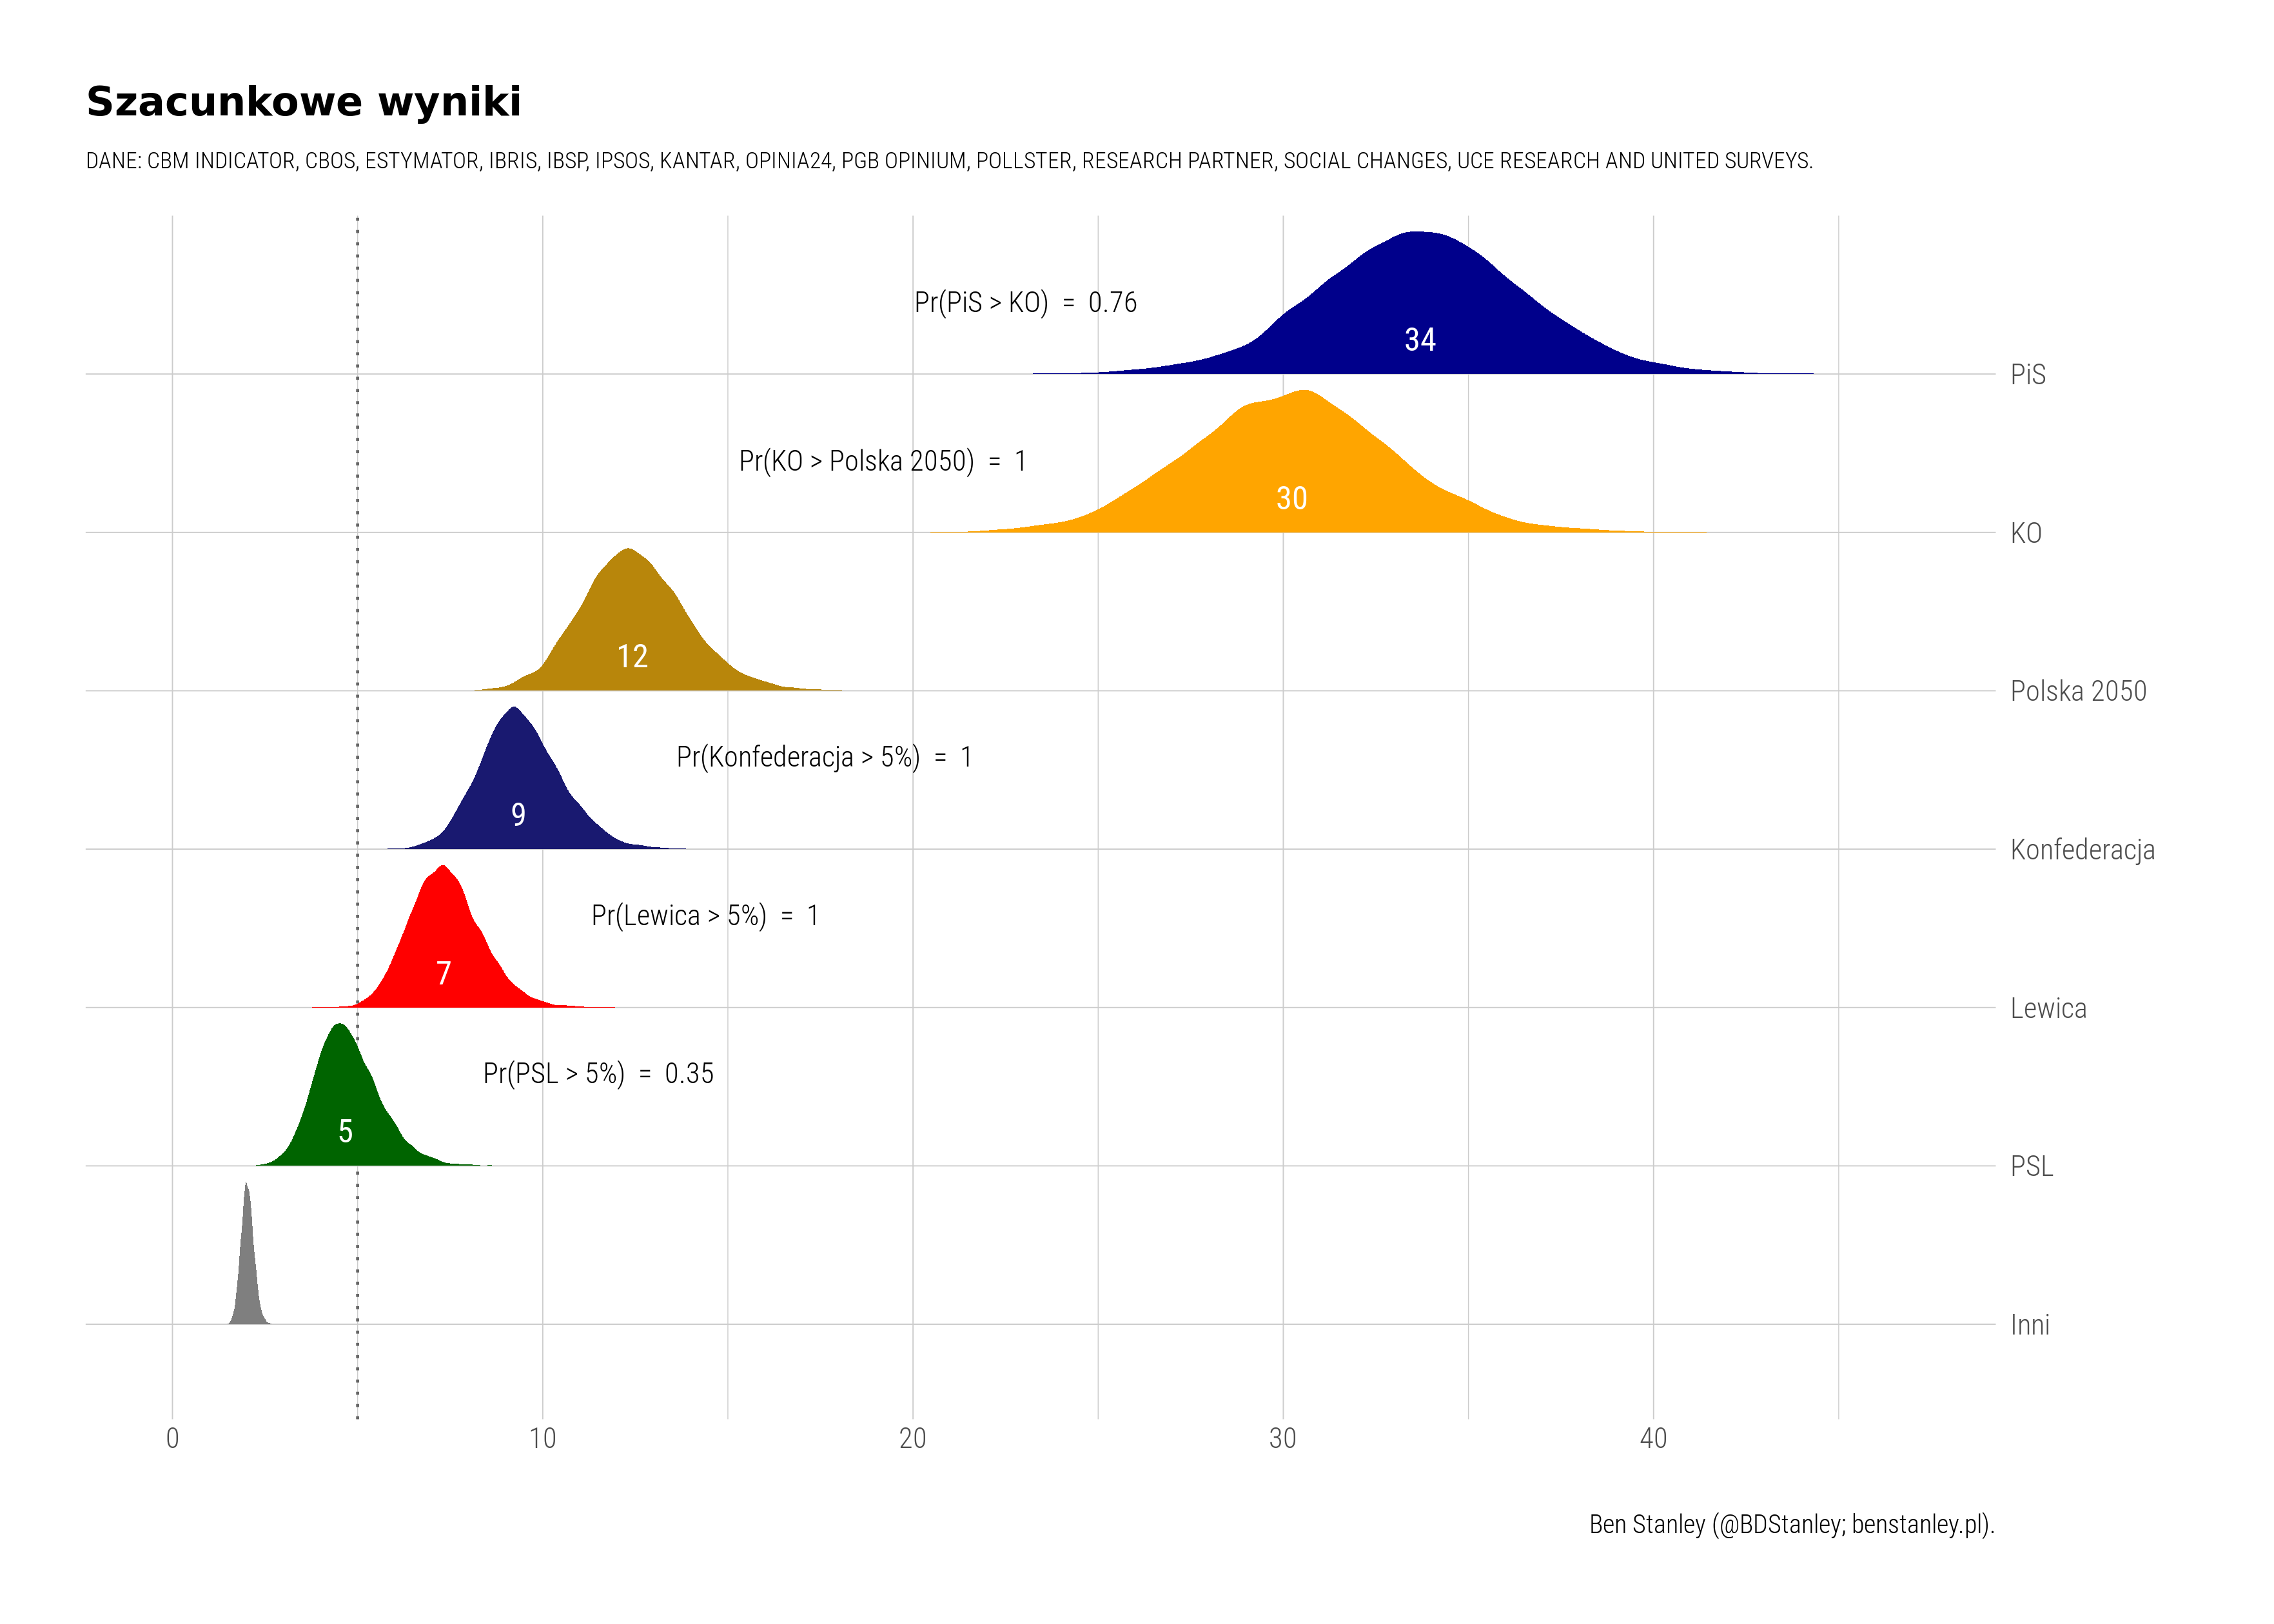 Szacunkowe wyniki
DANE: CBM INDICATOR, CBOS, ESTYMATOR, IBRIS, IBSP, IPSOS, KANTAR, OPINIA24, PGB OPINIUM, POLLSTER, RESEARCH PARTNER, SOCIAL CHANGES, UCE RESEARCH AND UNITED SURVEYS.
Pr(PiS > KO) = 0.76
34
PiS
Pr(KO > Polska 2050) = 1
30
KO
12
Polska 2050
Pr(Konfederacja > 5%) = 1
9
Konfederacja
Pr(Lewica > 5%) = 1
7
Lewica
Pr(PSL > 5%) = 0.35
5
PSL
Inni
0 10 20 30 40
Ben Stanley (@BDStanley; benstanley.pl).